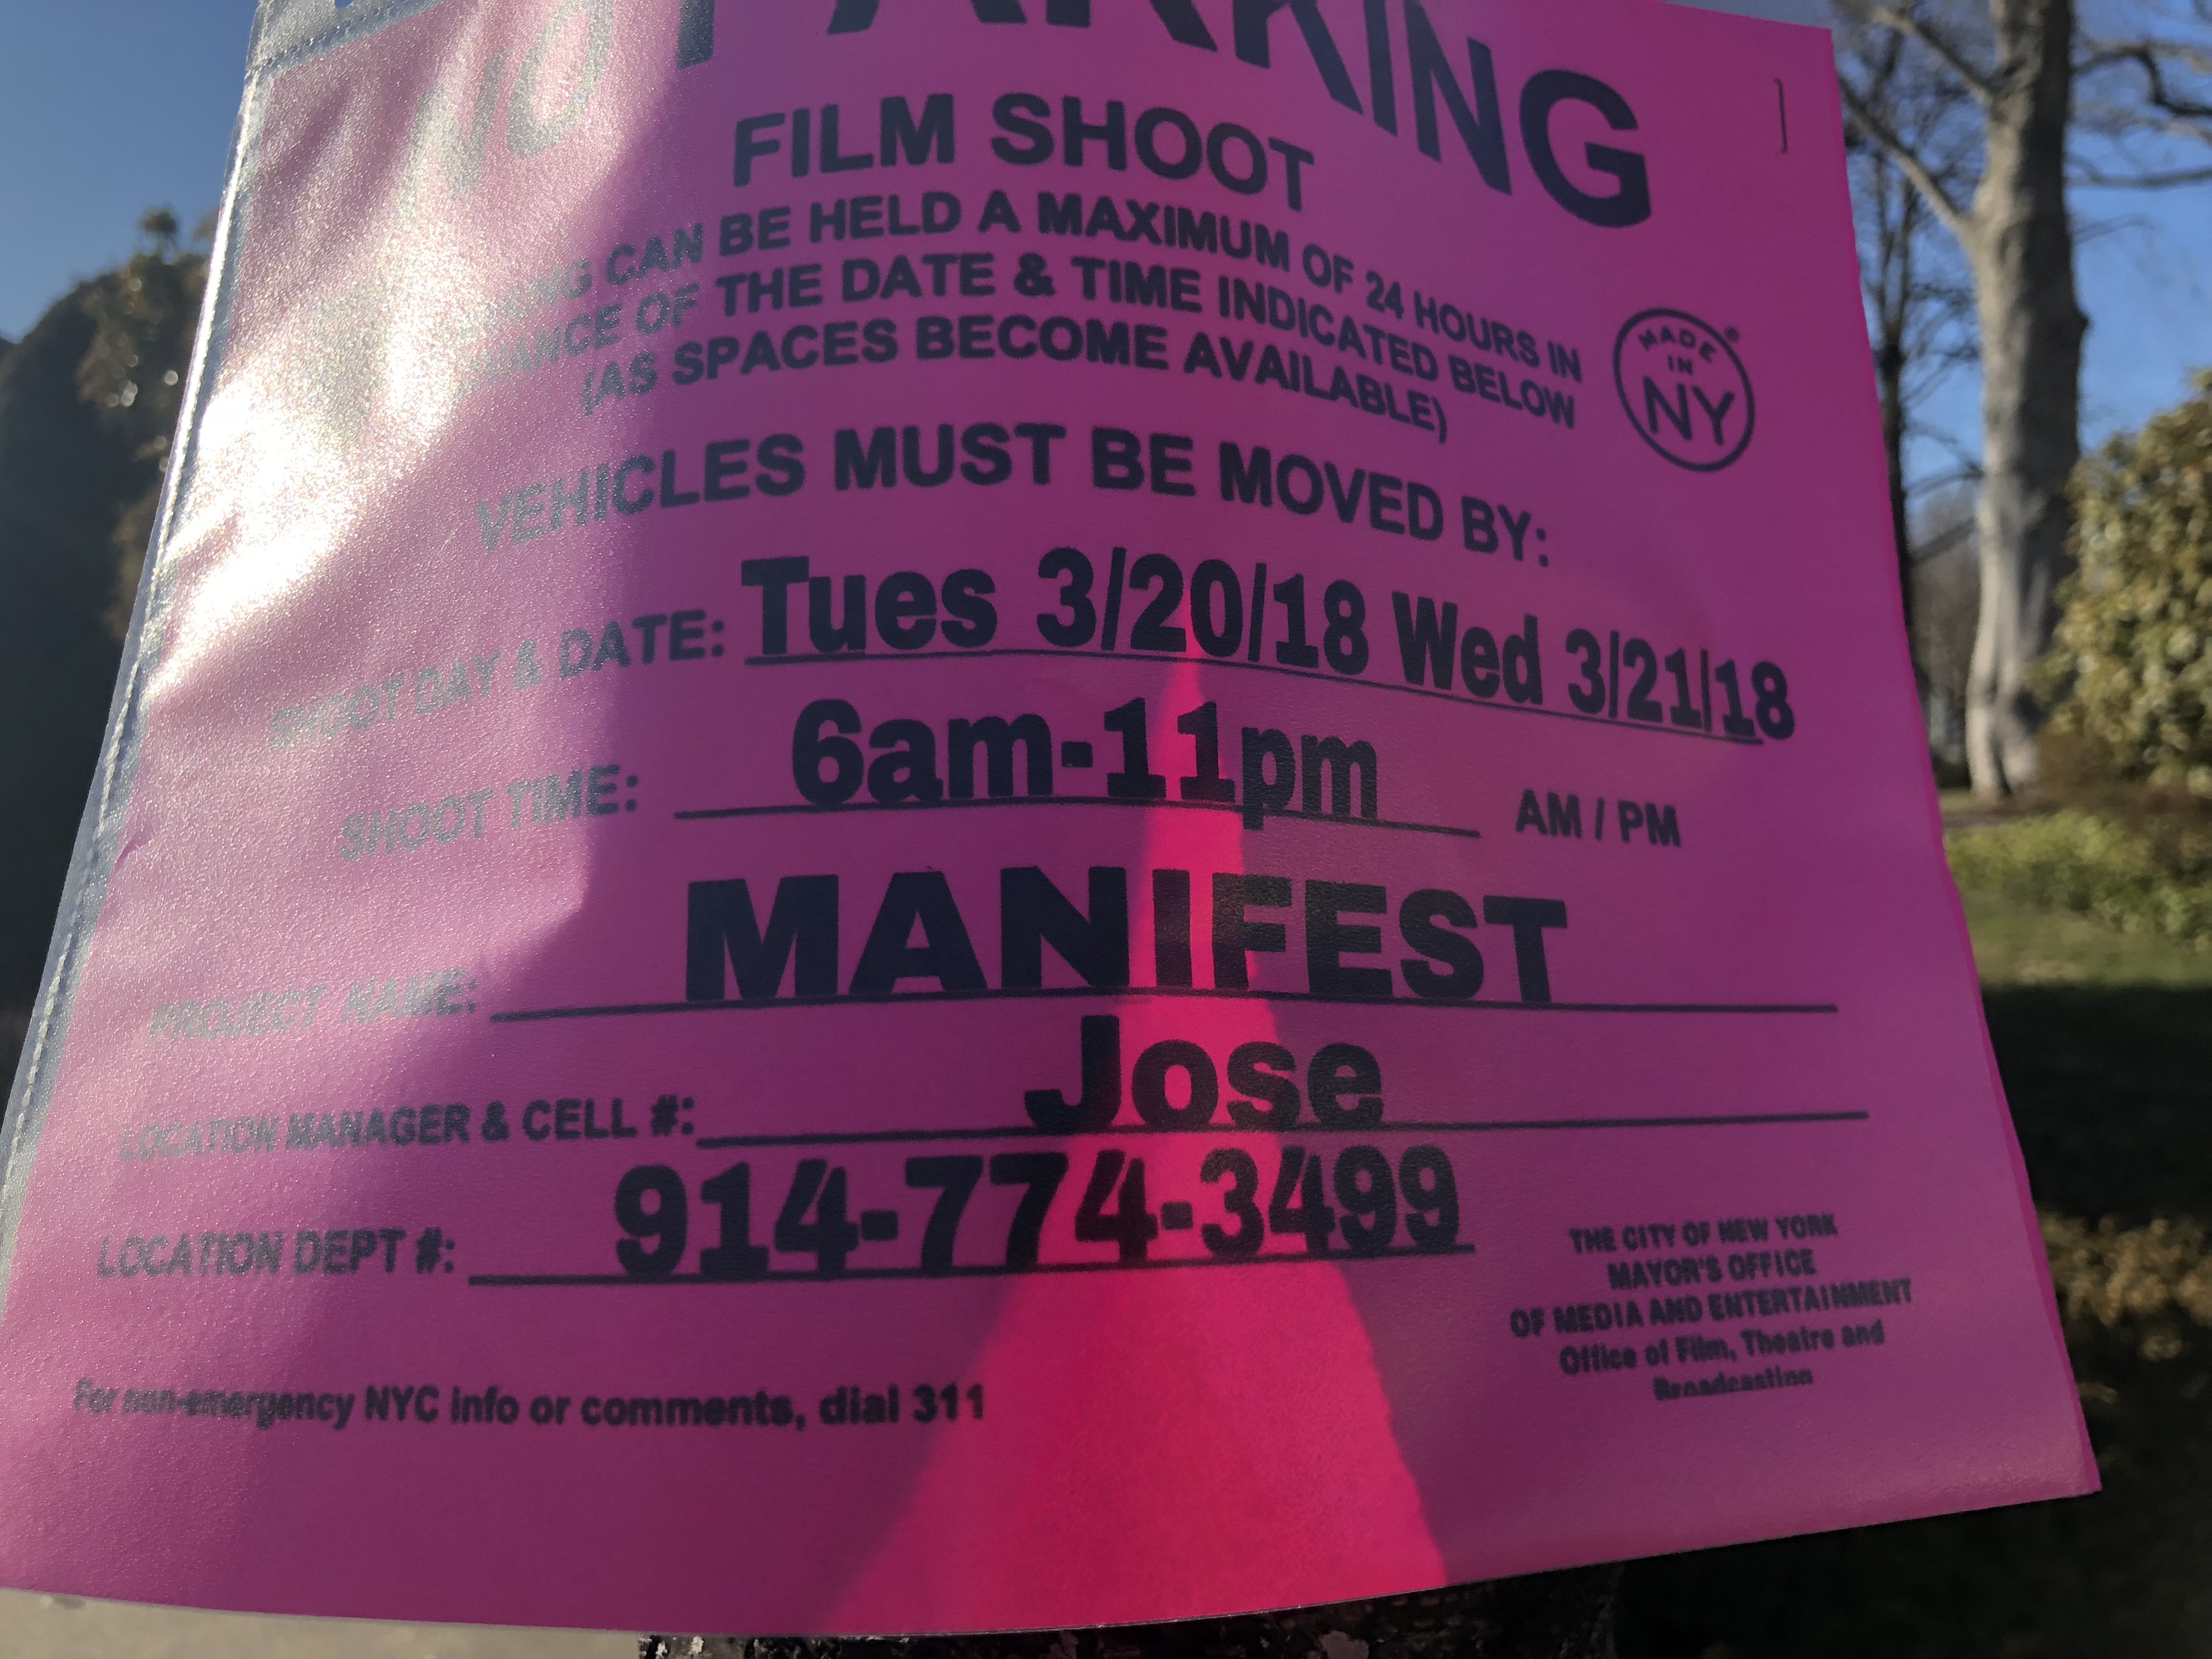 NO PARKING
FILM SHOOT
CAN BE HELD A MAXIMUM OF 24 HOURS IN
OF THE DATE & TIME INDICATED BELOW
(AS SPACES BECOME AVAILABLE)
MADE
IN
NY
VEHICLES MUST BE MOVED BY:
SHOOT DAY & DATE: Tues 3/20/18 Wed 3/21/18
SHOOT TIME: 6am-11pm AM / PM
PROJECT NAME: MANIFEST
LOCATION MANAGER & CELL #: Jose
LOCATION DEPT #: 914-774-3499
THE CITY OF NEW YORK
MAYOR'S OFFICE
OF MEDIA AND ENTERTAINMENT
Office of Film, Theatre and
Broadcasting
For non-emergency NYC info or comments, dial 311